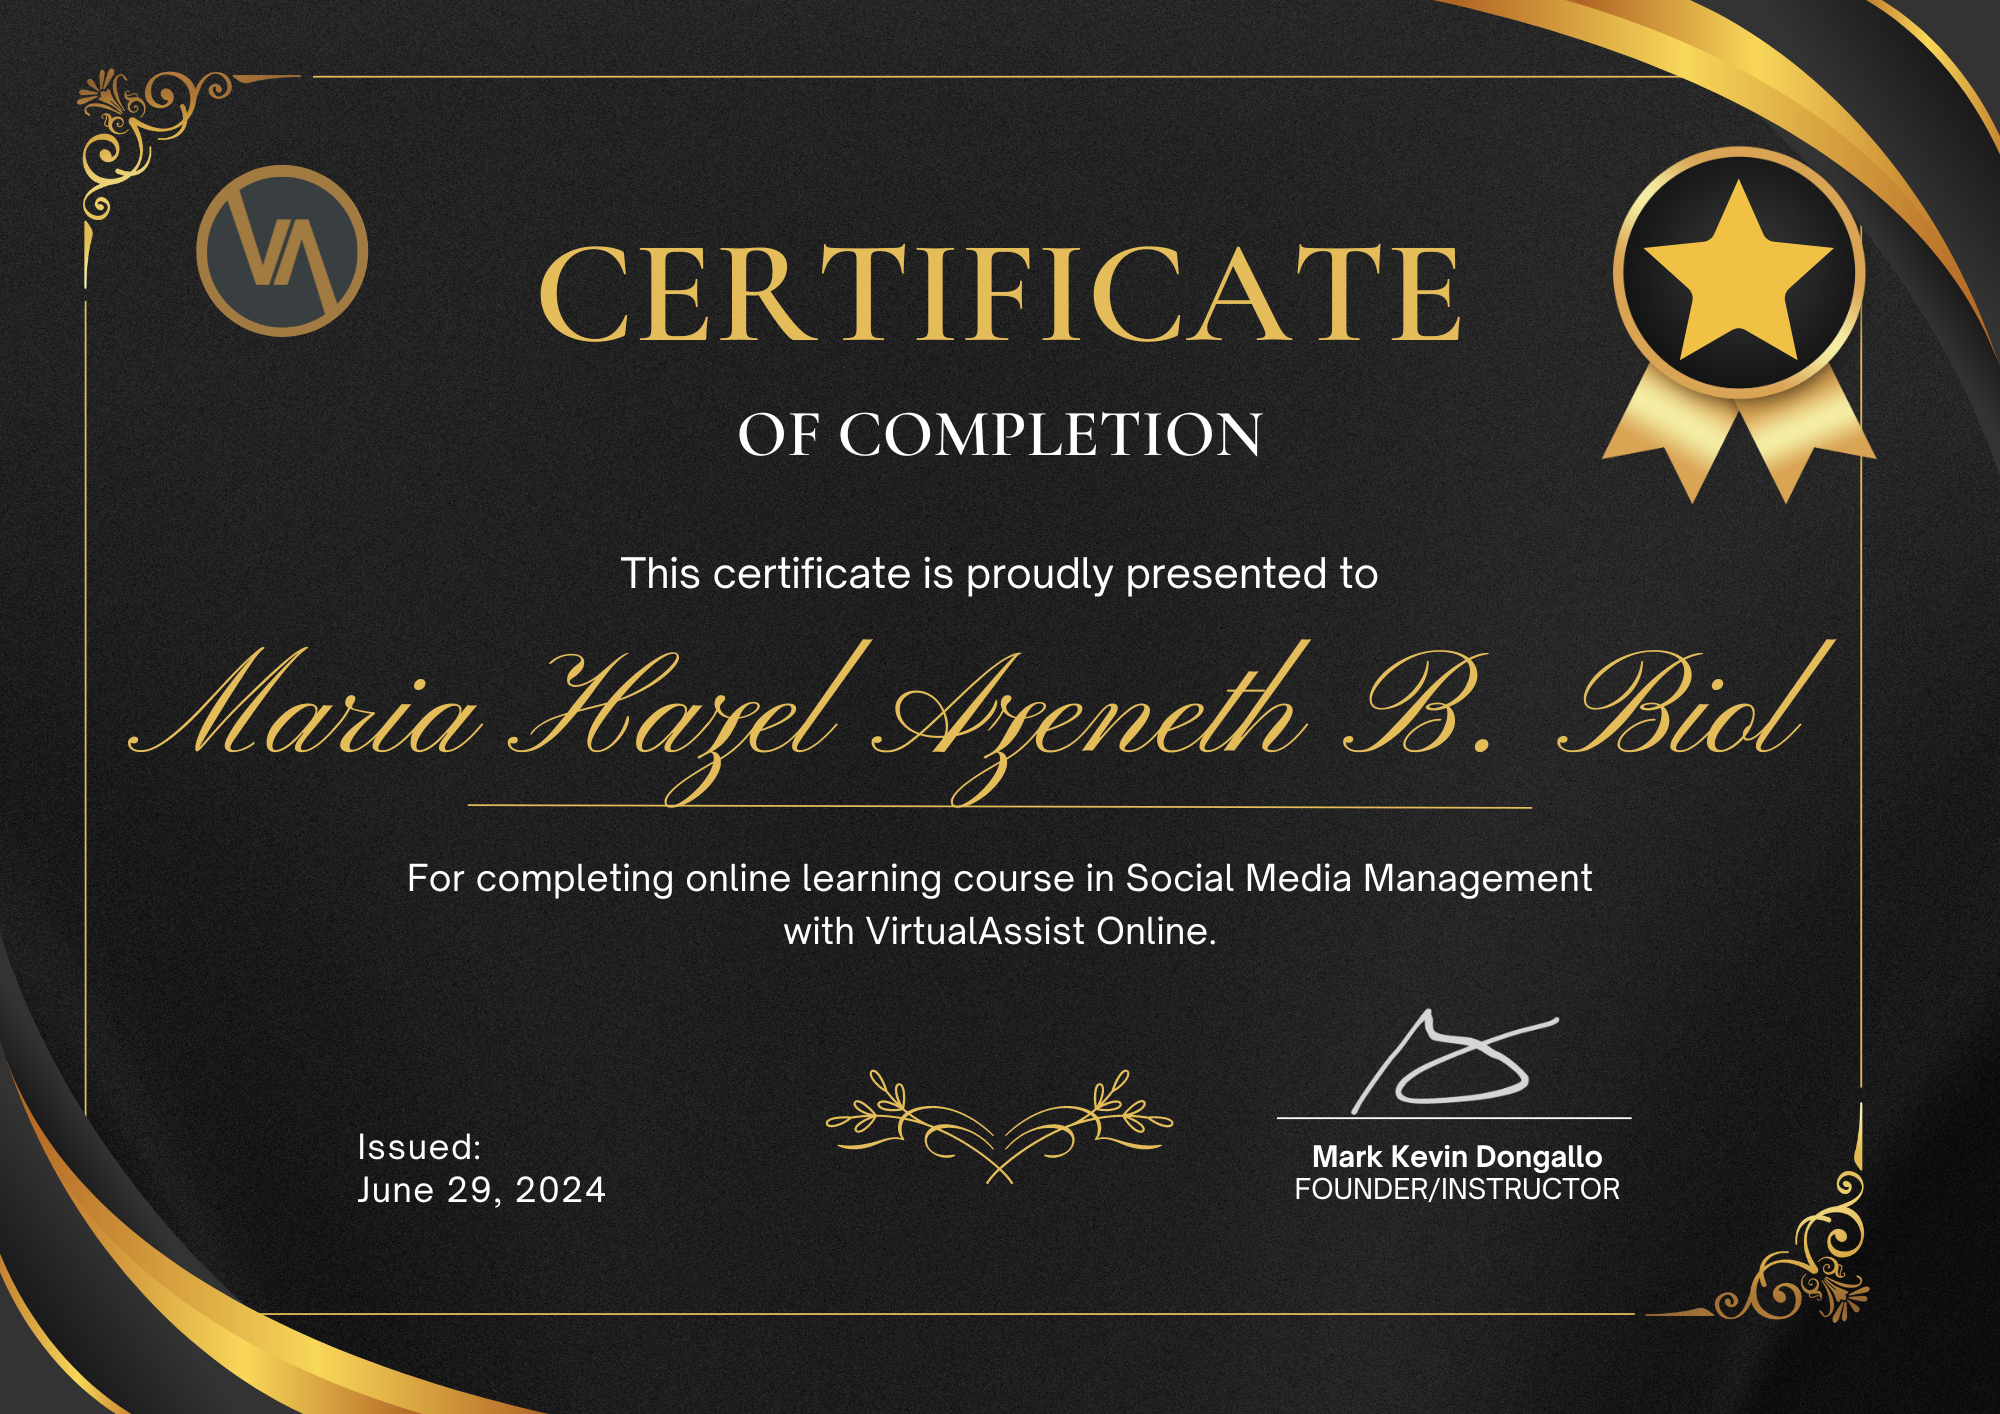 VA
CERTIFICATE
OF COMPLETION
This certificate is proudly presented to
Maria Hazel Azeneth B. Biol
For completing online learning course in Social Media Management
with VirtualAssist Online.
Issued:
June 29, 2024
Mark Kevin Dongallo
FOUNDER/INSTRUCTOR